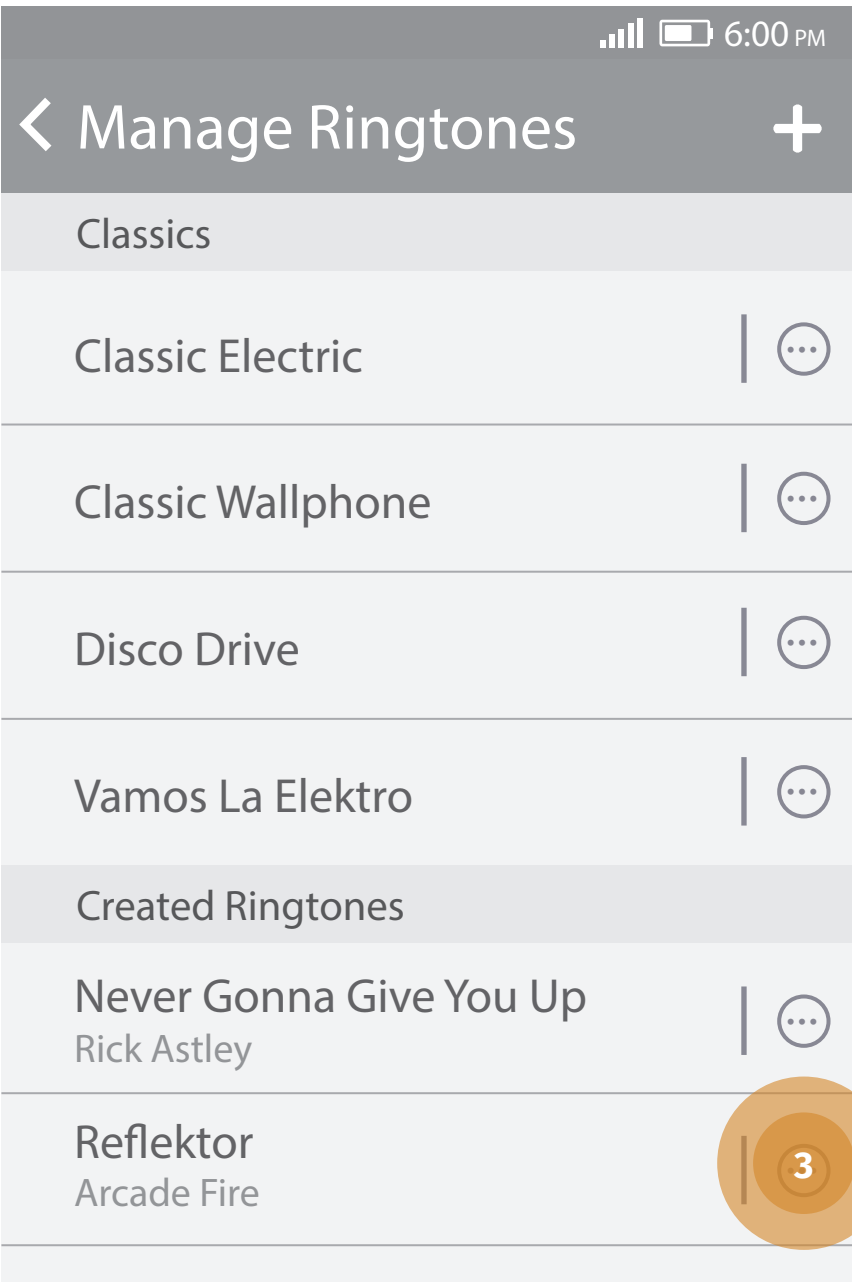 6:00 PM
Manage Ringtones
Classics
Classic Electric
Classic Wallphone
Disco Drive
Vamos La Elektro
Created Ringtones
Never Gonna Give You Up
Rick Astley
Reflektor
Arcade Fire
3